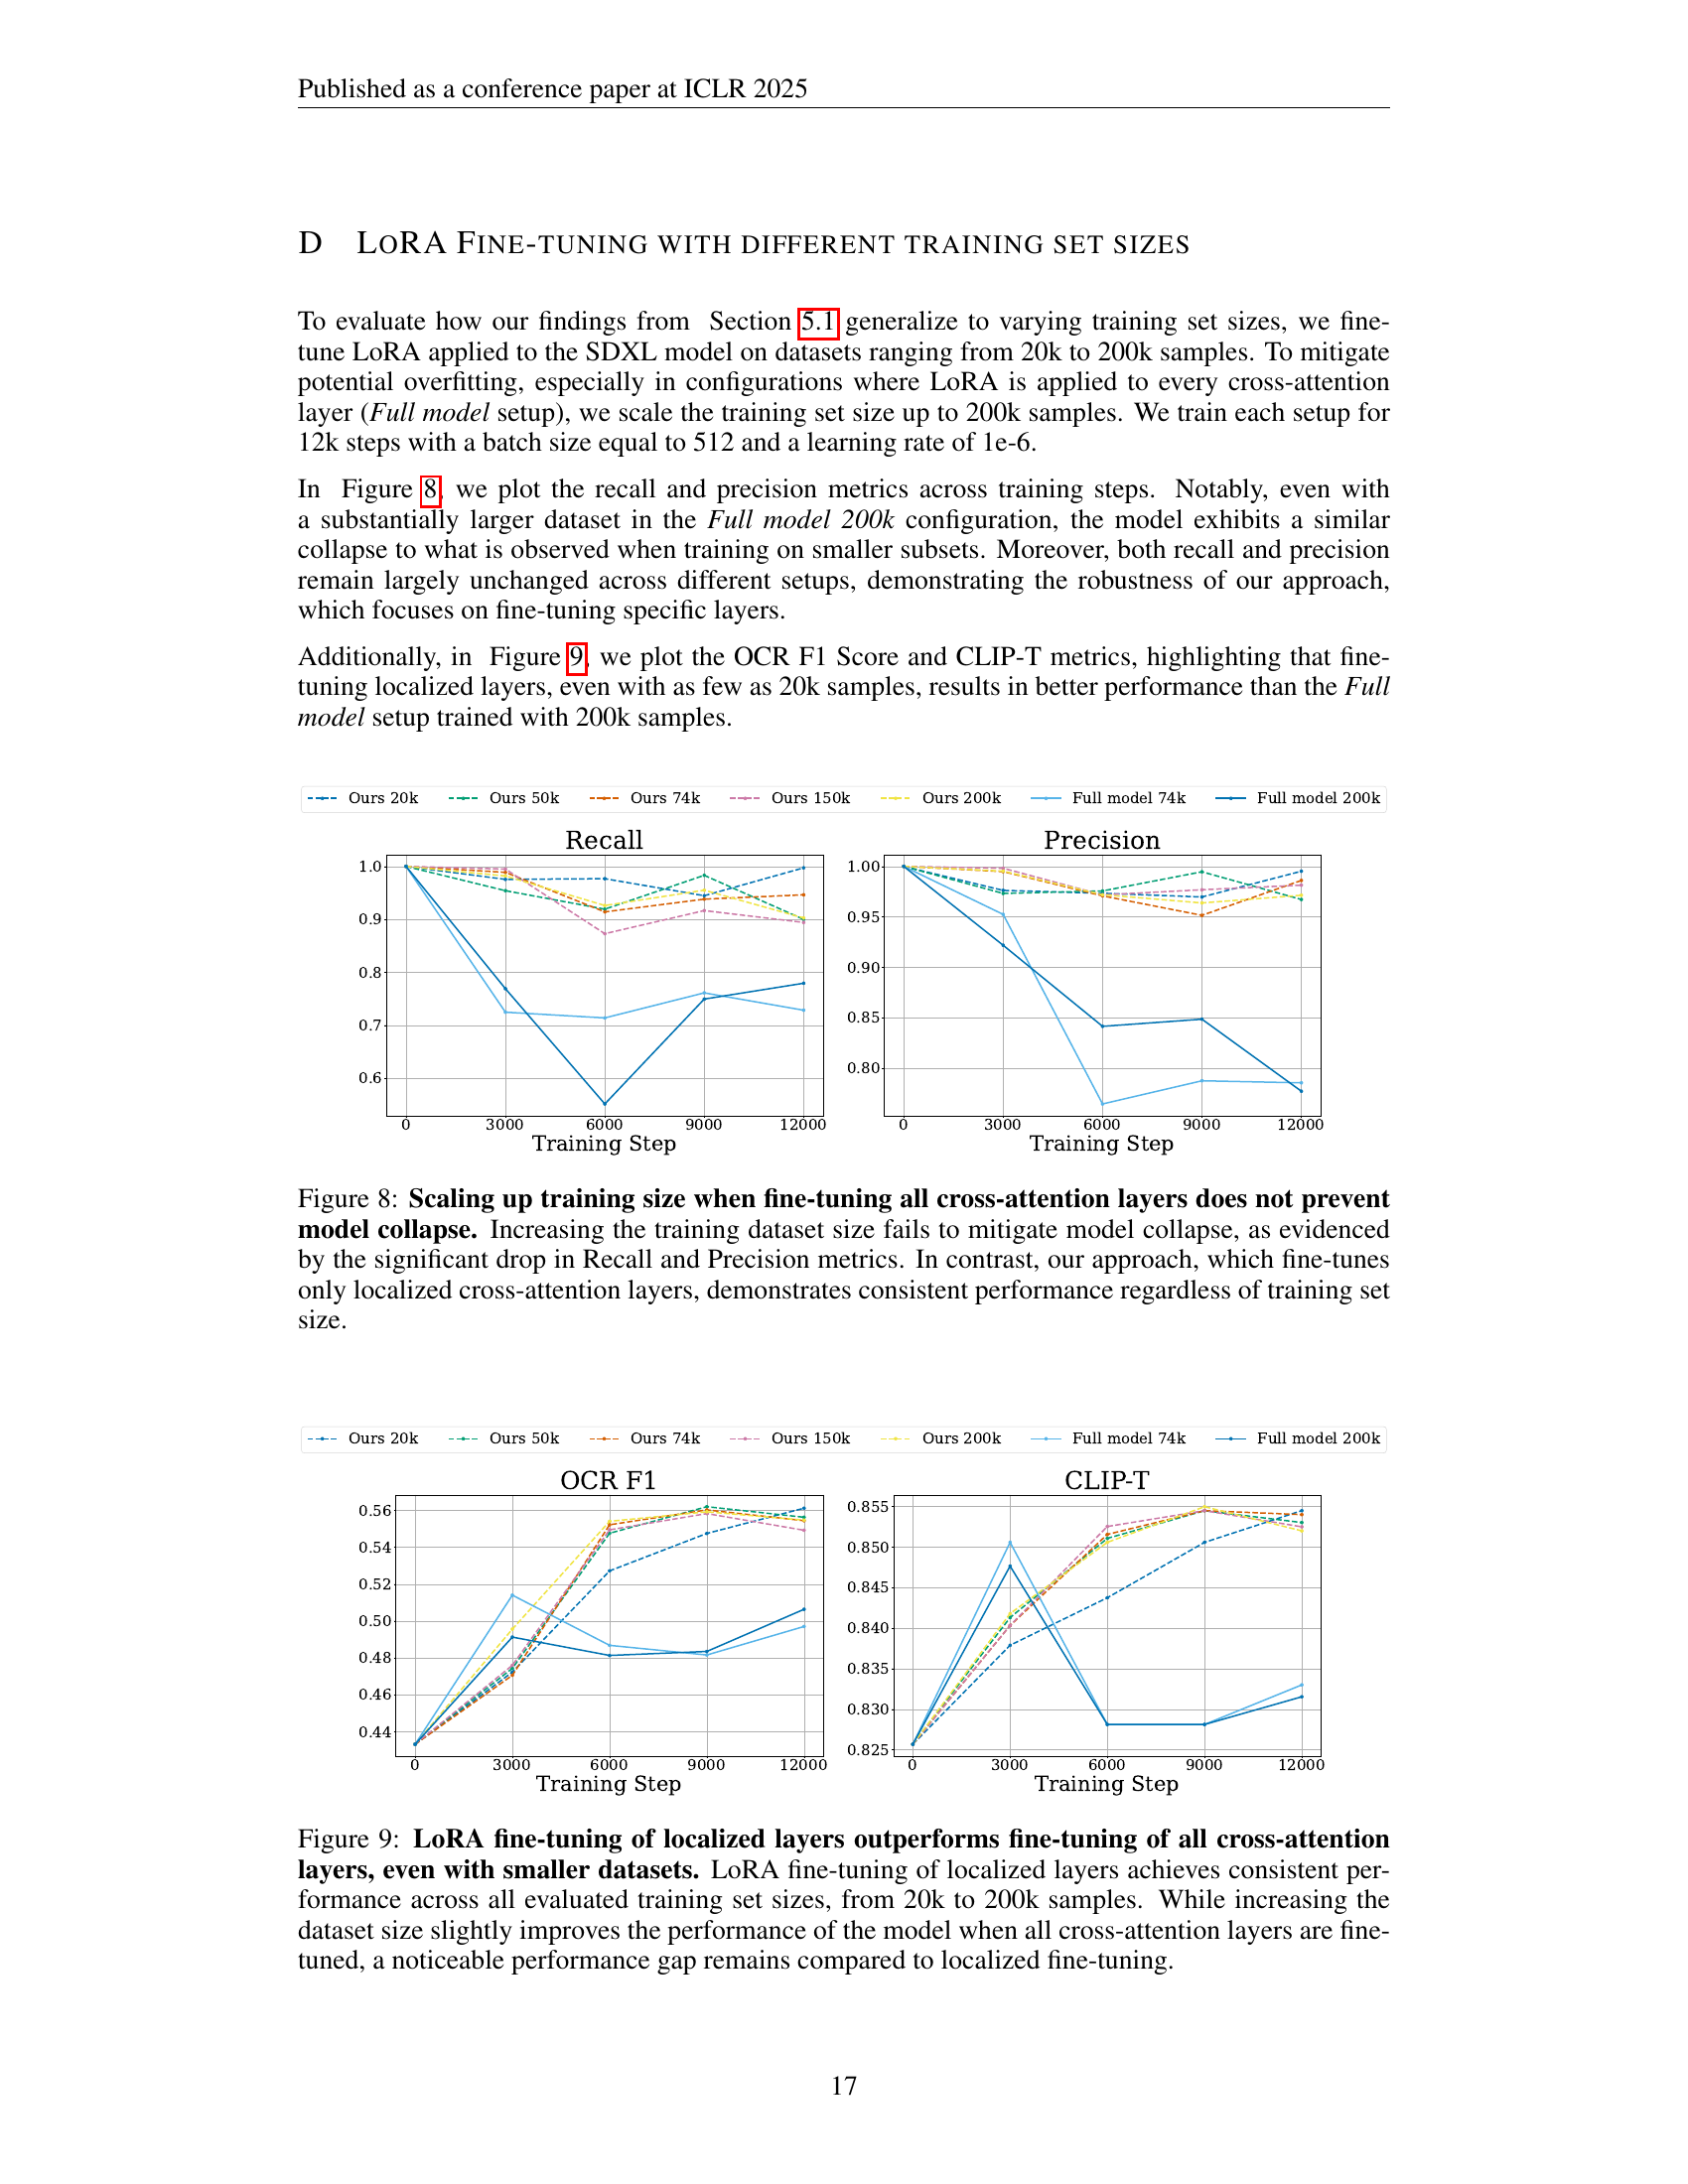 Published as a conference paper at ICLR 2025
D LORA FINE-TUNING WITH DIFFERENT TRAINING SET SIZES
To evaluate how our findings from Section 5.1 generalize to varying training set sizes, we fine-
tune LoRA applied to the SDXL model on datasets ranging from 20k to 200k samples. To mitigate
potential overfitting, especially in configurations where LoRA is applied to every cross-attention
layer (Full model setup), we scale the training set size up to 200k samples. We train each setup for
12k steps with a batch size equal to 512 and a learning rate of 1e-6.
In Figure 8, we plot the recall and precision metrics across training steps. Notably, even with
a substantially larger dataset in the Full model 200k configuration, the model exhibits a similar
collapse to what is observed when training on smaller subsets. Moreover, both recall and precision
remain largely unchanged across different setups, demonstrating the robustness of our approach,
which focuses on fine-tuning specific layers.
Additionally, in Figure 9, we plot the OCR F1 Score and CLIP-T metrics, highlighting that fine-
tuning localized layers, even with as few as 20k samples, results in better performance than the Full
model setup trained with 200k samples.
Ours 20k Ours 50k Ours 74k Ours 150k Ours 200k Full model 74k Full model 200k
Recall
1.0
0.9
0.8
0.7
0.6
0 3000 6000 9000 12000
Training Step
Precision
1.00
0.95
0.90
0.85
0.80
0 3000 6000 9000 12000
Training Step
Figure 8: Scaling up training size when fine-tuning all cross-attention layers does not prevent
model collapse. Increasing the training dataset size fails to mitigate model collapse, as evidenced
by the significant drop in Recall and Precision metrics. In contrast, our approach, which fine-tunes
only localized cross-attention layers, demonstrates consistent performance regardless of training set
size.
Ours 20k Ours 50k Ours 74k Ours 150k Ours 200k Full model 74k Full model 200k
OCR F1
0.56
0.54
0.52
0.50
0.48
0.46
0.44
0 3000 6000 9000 12000
Training Step
CLIP-T
0.855
0.850
0.845
0.840
0.835
0.830
0.825
0 3000 6000 9000 12000
Training Step
Figure 9: LoRA fine-tuning of localized layers outperforms fine-tuning of all cross-attention
layers, even with smaller datasets. LoRA fine-tuning of localized layers achieves consistent per-
formance across all evaluated training set sizes, from 20k to 200k samples. While increasing the
dataset size slightly improves the performance of the model when all cross-attention layers are fine-
tuned, a noticeable performance gap remains compared to localized fine-tuning.
17